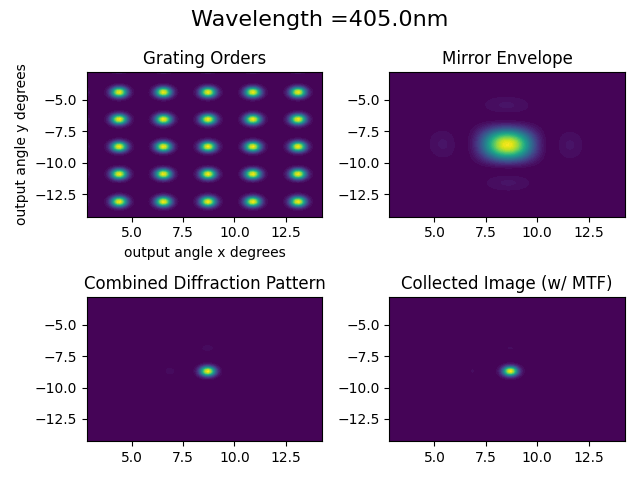 Wavelength =405.0nm
Grating Orders
Mirror Envelope
output angle y degrees
−5.0
−7.5
−10.0
−12.5
5.0 7.5 10.0 12.5
output angle x degrees
−5.0
−7.5
−10.0
−12.5
5.0 7.5 10.0 12.5
Combined Diffraction Pattern
Collected Image (w/ MTF)
−5.0
−7.5
−10.0
−12.5
5.0 7.5 10.0 12.5
−5.0
−7.5
−10.0
−12.5
5.0 7.5 10.0 12.5